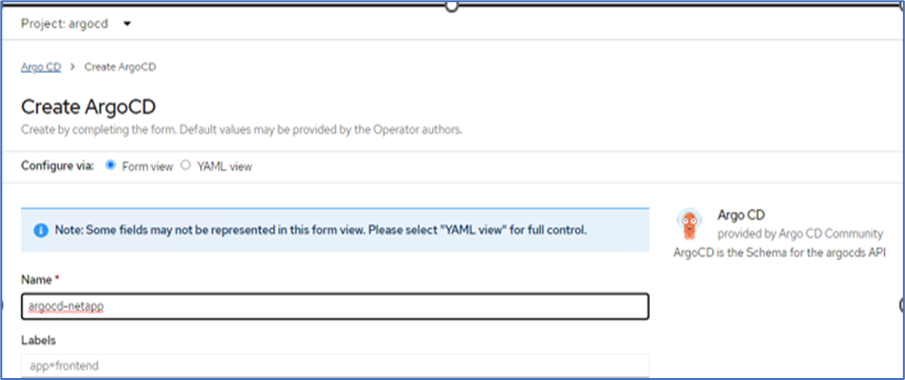 Project: argocd
Argo CD > Create ArgoCD
Create ArgoCD
Create by completing the form. Default values may be provided by the Operator authors.
Configure via: Form view YAML view
Note: Some fields may not be represented in this form view. Please select "YAML view" for full control.
Argo CD
provided by Argo CD Community
ArgoCD is the Schema for the argocds API
Name *
argocd-netapp
Labels
app=frontend